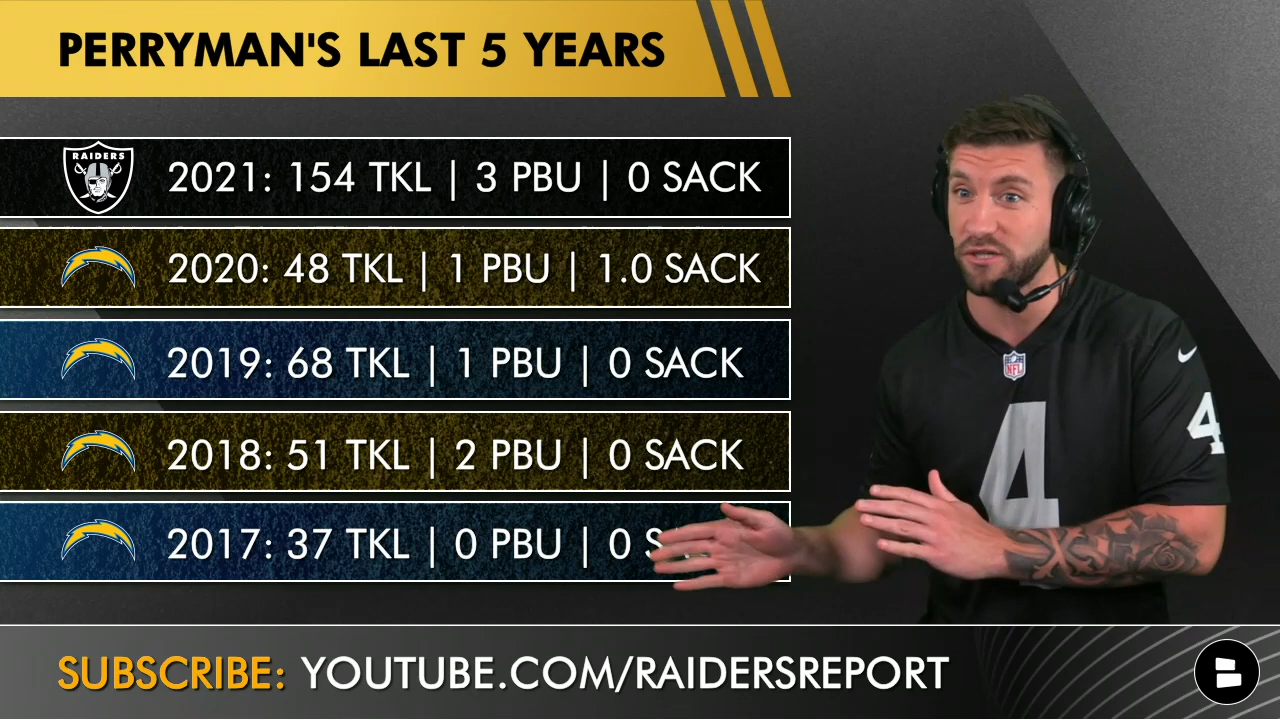 PERRYMAN'S LAST 5 YEARS
RAIDERS
2021: 154 TKL | 3 PBU | 0 SACK
2020: 48 TKL | 1 PBU | 1.0 SACK
2019: 68 TKL | 1 PBU | 0 SACK
2018: 51 TKL | 2 PBU | 0 SACK
2017: 37 TKL | 0 PBU | 0 S
NFL
4
4
SUBSCRIBE: YOUTUBE.COM/RAIDERSREPORT